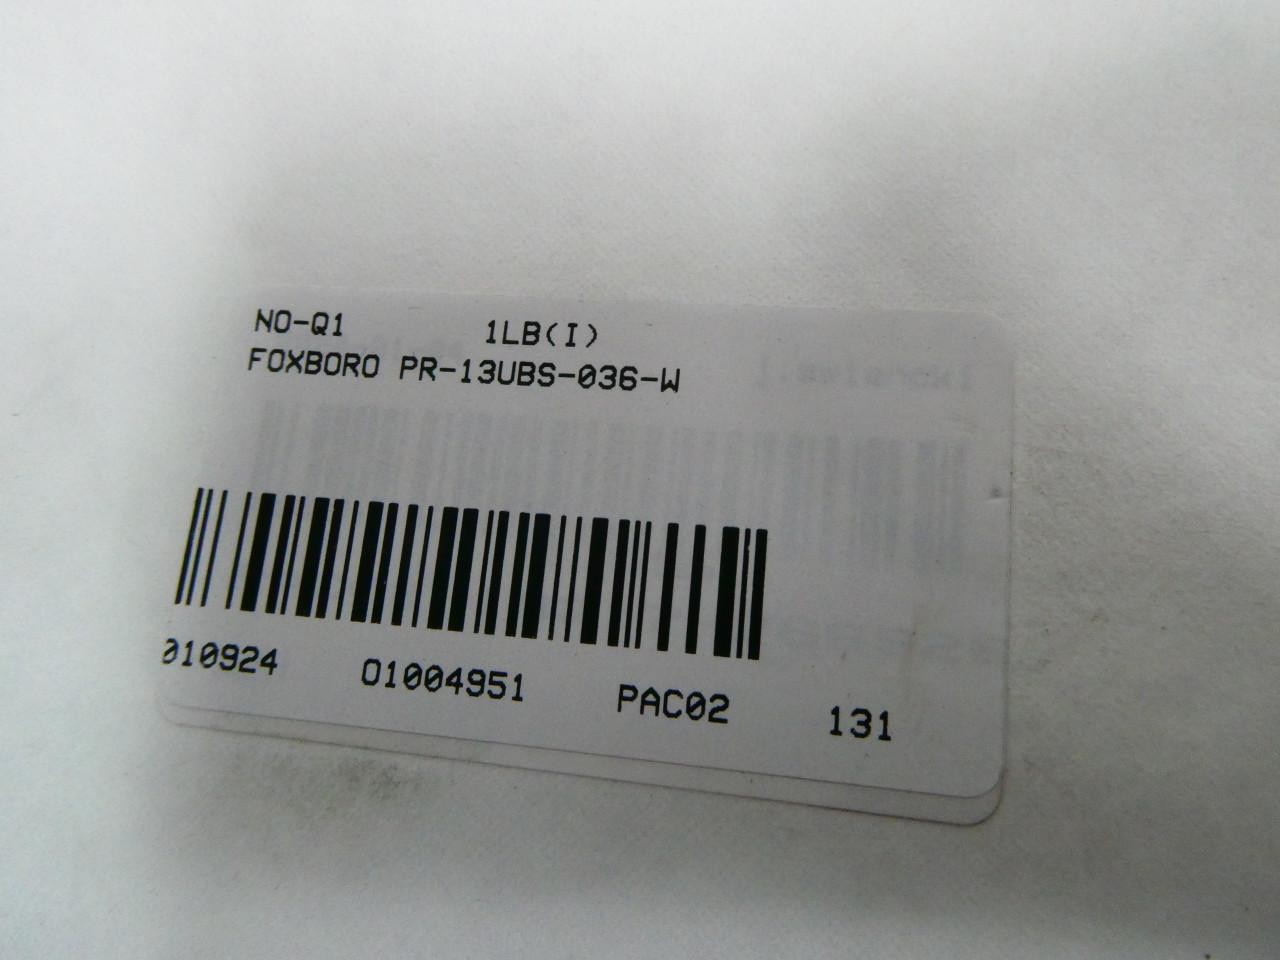 NO-Q1 1LB(I)
FOXBORO PR-13UBS-036-W
010924 01004951 PAC02 131